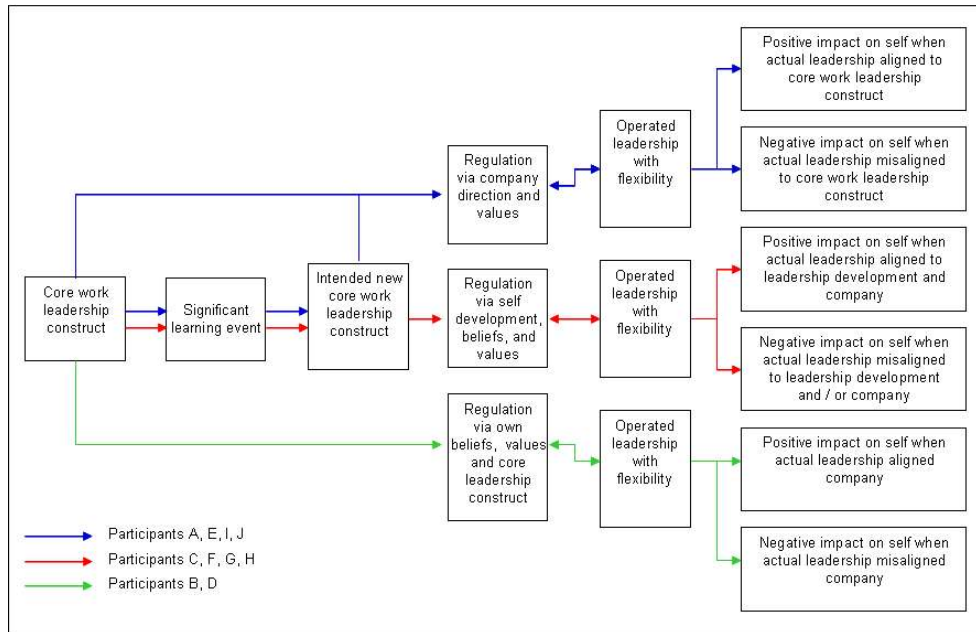 Positive impact on self when
actual leadership aligned to
core work leadership
construct
Operated
leadership
with
flexibility
Negative impact on self when
actual leadership misaligned
to core work leadership
construct
Regulation
via company
direction and
values
Positive impact on self when
actual leadership aligned to
leadership development and
company
Core work
leadership
construct
Significant
learning event
Intended new
core work
leadership
construct
Regulation
via self
development,
beliefs, and
values
Operated
leadership
with
flexibility
Negative impact on self when
actual leadership misaligned
to leadership development
and / or company
Regulation
via own
beliefs, values
and core
leadership
construct
Operated
leadership
with
flexibility
Positive impact on self when
actual leadership aligned
company
Negative impact on self when
actual leadership misaligned
company
Participants A, E, I, J
Participants C, F, G, H
Participants B, D